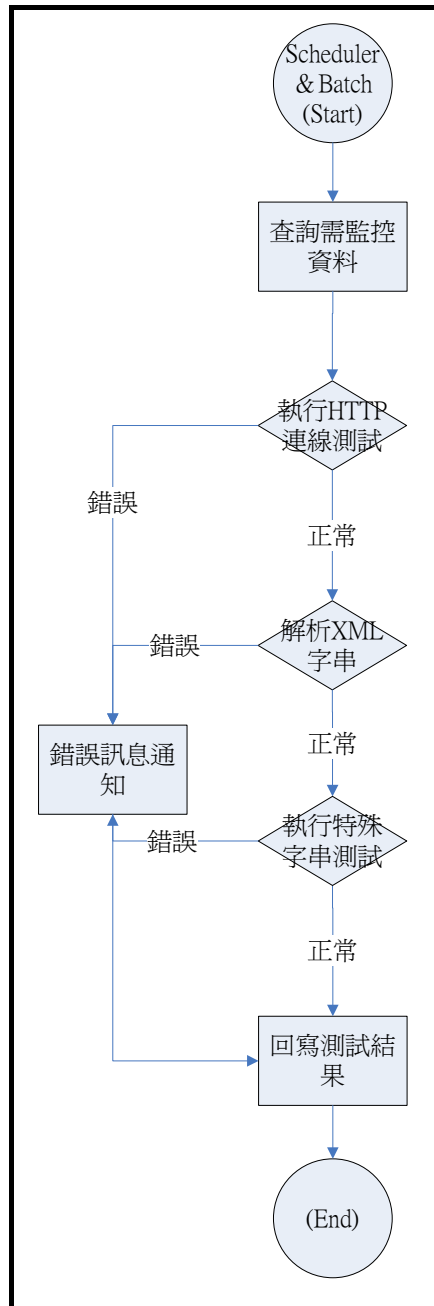 Scheduler
& Batch
(Start)
查詢需監控
資料
執行HTTP
連線測試
錯誤
正常
解析XML
字串
錯誤
正常
錯誤訊息通
知
執行特殊
字串測試
錯誤
正常
回寫測試結
果
(End)